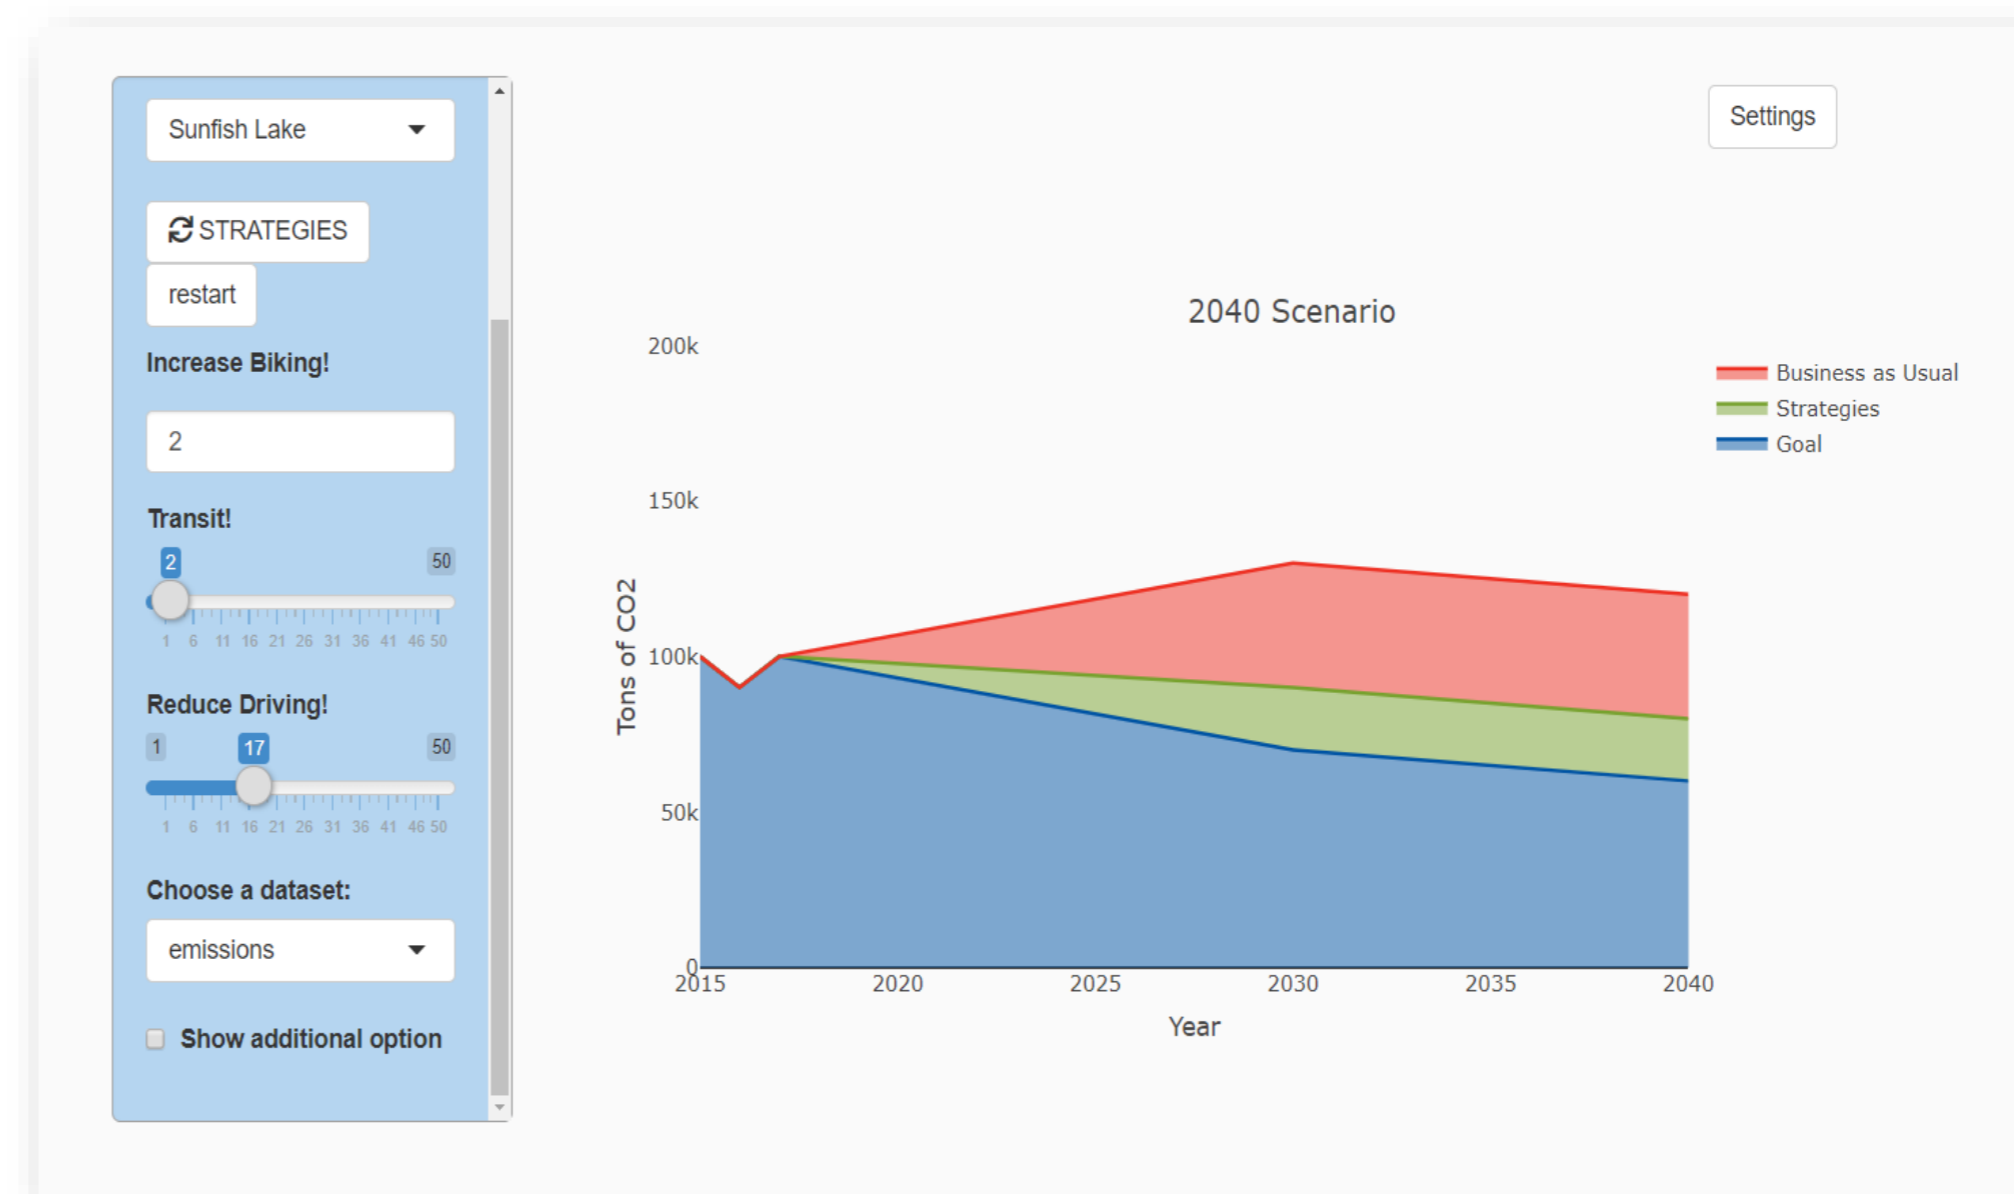 Sunfish Lake
STRATEGIES
restart
Increase Biking!
2
Transit!
2 50
1 6 11 16 21 26 31 36 41 46 50
Reduce Driving!
1 17 50
1 6 11 16 21 26 31 36 41 46 50
Choose a dataset:
emissions
Show additional option
Settings
2040 Scenario
200k
150k
100k
50k
0
Tons of CO2
2015 2020 2025 2030 2035 2040
Year
Business as Usual
Strategies
Goal